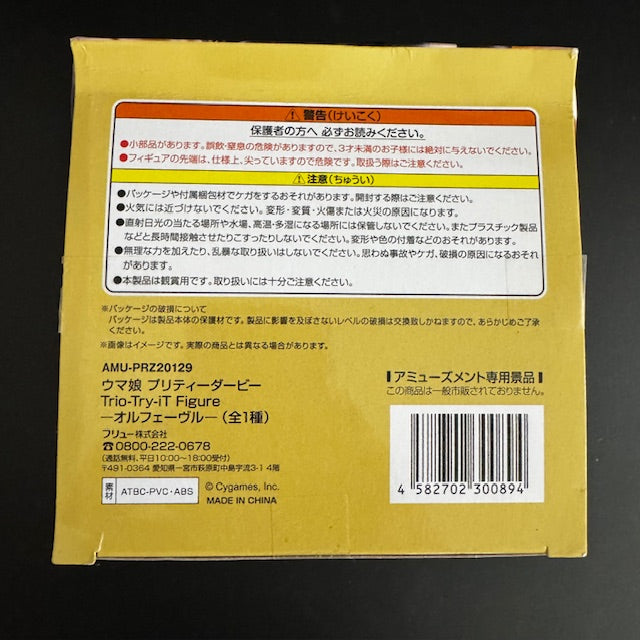 ⚠警告(けいこく)
保護者の方へ 必ずお読みください。
●小部品があります。誤飲・窒息の危険がありますので、3才未満のお子様には絶対に与えないでください。
●フィギュアの先端は、仕様上、尖っていますので危険です。取扱う際はご注意ください。
⚠注意(ちゅうい)
●パッケージや付属梱包材でケガをするおそれがあります。開封する際はご注意ください。
●火気には近づけないでください。変形・変質・火傷または火災の原因になります。
●直射日光の当たる場所や水場、高温・多湿になる場所には保管しないでください。またプラスチック製品
などと長時間接触させたりこすったりしないでください。変形や色の付着などのおそれがあります。
●無理な力を加えたり、乱暴な取り扱いはしないでください。思わぬ事故やケガ、破損の原因になるおそれ
があります。
●本製品は観賞用です。取り扱いには十分ご注意ください。
※パッケージの破損について
パッケージは製品本体の保護材です。製品に影響を及ぼさないレベルの破損は交換致しかねますので、あらかじめご了承
ください。
※画像はイメージです。実際の商品とは異なる場合があります。
AMU-PRZ20129
ウマ娘 プリティーダービー
Trio-Try-iT Figure
―オルフェーヴル―(全1種)
フリュー株式会社
☎0800-222-0678
(通話無料、平日10:00〜18:00受付)
〒491-0364 愛知県一宮市萩原町中島字流3-1 4階
素材 ATBC-PVC・ABS
© Cygames, Inc.
MADE IN CHINA
アミューズメント専用景品
この商品は一般市販されておりません。
4 582702 300894